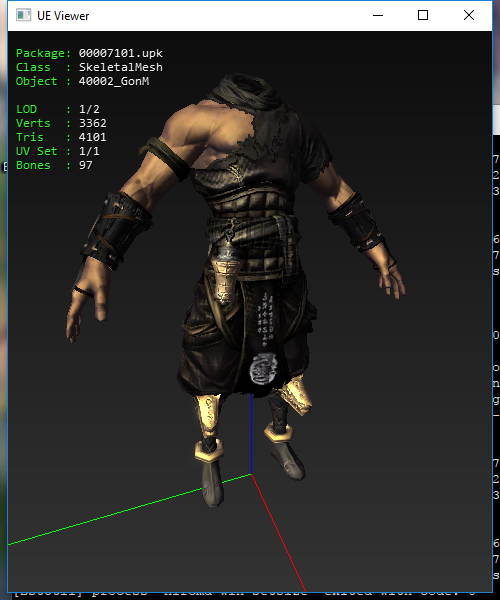 UE Viewer
Package: 00007101.upk
Class : SkeletalMesh
Object : 40002_GonM
LOD : 1/2
Verts : 3362
Tris : 4101
UV Set : 1/1
Bones : 97